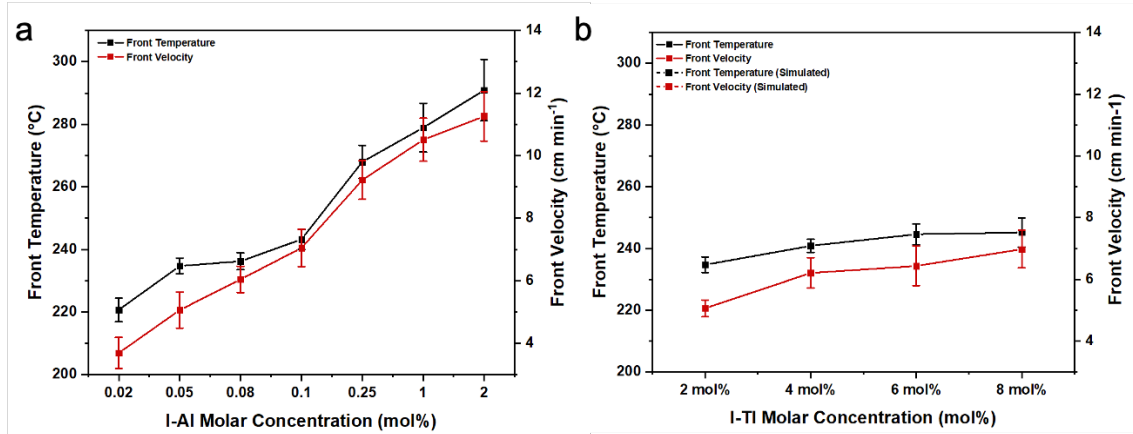 a
Front Temperature
Front Velocity
Front Temperature (°C)
310
300
280
260
240
220
200
14
12
10
8
6
4
Front Velocity (cm min-1)
0.02 0.05 0.08 0.1 0.25 1 2
I-Al Molar Concentration (mol%)
b
Front Temperature
Front Velocity
Front Temperature (Simulated)
Front Velocity (Simulated)
Front Temperature (°C)
300
280
260
240
220
200
14
12
10
8
6
4
Front Velocity (cm min-1)
2 mol% 4 mol% 6 mol% 8 mol%
I-TI Molar Concentration (mol%)